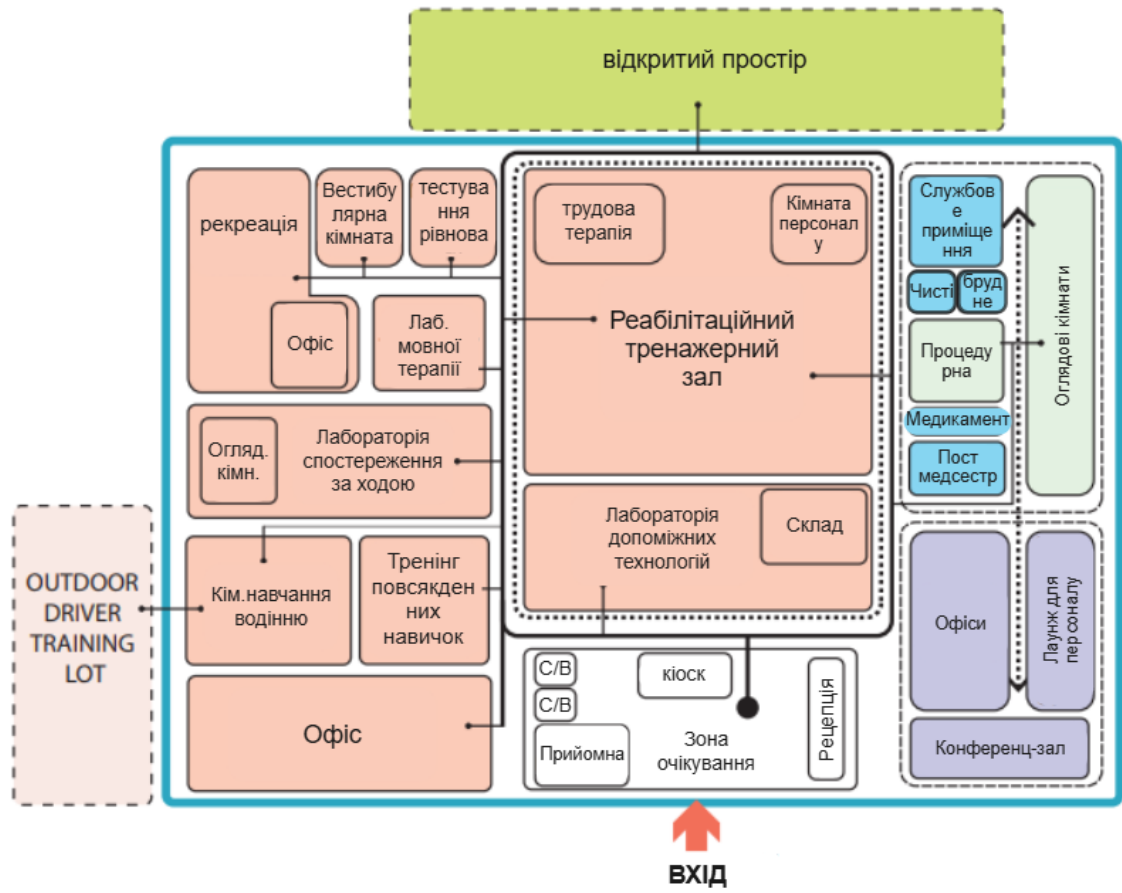 відкритий простір
рекреація
Вестибу
лярна
кімната
тестува
ння
рівнова
трудова
терапія
Кімната
персонал
у
Службов
е
приміще
ння
Чисті
бруд
не
Оглядові кімнати
Офіс
Лаб.
мовної
терапії
Реабілітаційний
тренажерний
зал
Процеду
рна
Медикамент
Пост
медсестр
Огляд.
кімн.
Лабораторія
спостереження
за ходою
Лабораторія
допоміжних
технологій
Склад
OUTDOOR
DRIVER
TRAINING
LOT
Кім.навчання
водінню
Тренінг
повсякден
них
навичок
Офіси
Лаунж для
персоналу
Офіс
С/В
С/В
кіоск
Прийомна
Зона
очікування
Рецепція
Конференц-зал
ВХІД